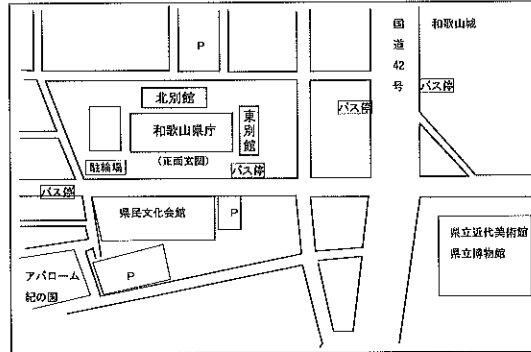 国道42号
和歌山城
P
バス停
バス停
北別館
東別館
和歌山県庁
(正面玄関)
駐輪場
バス停
バス停
県民文化会館
P
県立近代美術館
県立博物館
アバローム
紀の国
P